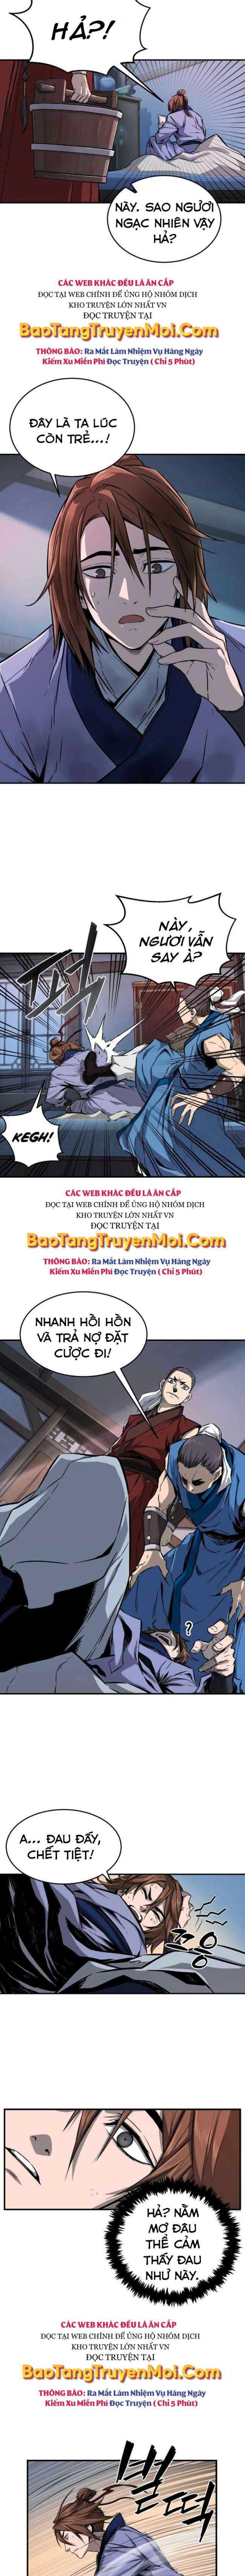 HẢ?!
NÀY. SAO NGƯƠI
NGẠC NHIÊN VẬY
HẢ?
CÁC WEB KHÁC ĐỀU LÀ ĂN CẮP
ĐỌC TẠI WEB CHÍNH ĐỂ ỦNG HỘ NHÓM DỊCH
KHO TRUYỆN LỚN NHẤT VN
ĐỌC TRUYỆN TẠI
BaoTangTruyenMoi.Com
THÔNG BÁO: Ra Mắt Làm Nhiệm Vụ Hàng Ngày
Kiếm Xu Miễn Phí Đọc Truyện ( Chỉ 5 Phút)
ĐÂY LÀ TA LÚC
CÒN TRẺ...!
NÀY,
NGƯƠI VẪN
SAY À?
퍼억
KEGH!
CÁC WEB KHÁC ĐỀU LÀ ĂN CẮP
ĐỌC TẠI WEB CHÍNH ĐỂ ỦNG HỘ NHÓM DỊCH
KHO TRUYỆN LỚN NHẤT VN
ĐỌC TRUYỆN TẠI
BaoTangTruyenMoi.Com
THÔNG BÁO: Ra Mắt Làm Nhiệm Vụ Hàng Ngày
Kiếm Xu Miễn Phí Đọc Truyện ( Chỉ 5 Phút)
NHANH HỒI HỒN
VÀ TRẢ NỢ ĐẶT
CƯỢC ĐI!
?
A... ĐAU ĐẤY,
CHẾT TIỆT!
HẢ? NẰM
MƠ ĐÂU
THỂ CẢM
THẤY ĐAU
NHƯ NÀY.
CÁC WEB KHÁC ĐỀU LÀ ĂN CẮP
ĐỌC TẠI WEB CHÍNH ĐỂ ỦNG HỘ NHÓM DỊCH
KHO TRUYỆN LỚN NHẤT VN
ĐỌC TRUYỆN TẠI
BaoTangTruyenMoi.Com
THÔNG BÁO: Ra Mắt Làm Nhiệm Vụ Hàng Ngày
Kiếm Xu Miễn Phí Đọc Truyện ( Chỉ 5 Phút)
벌떡